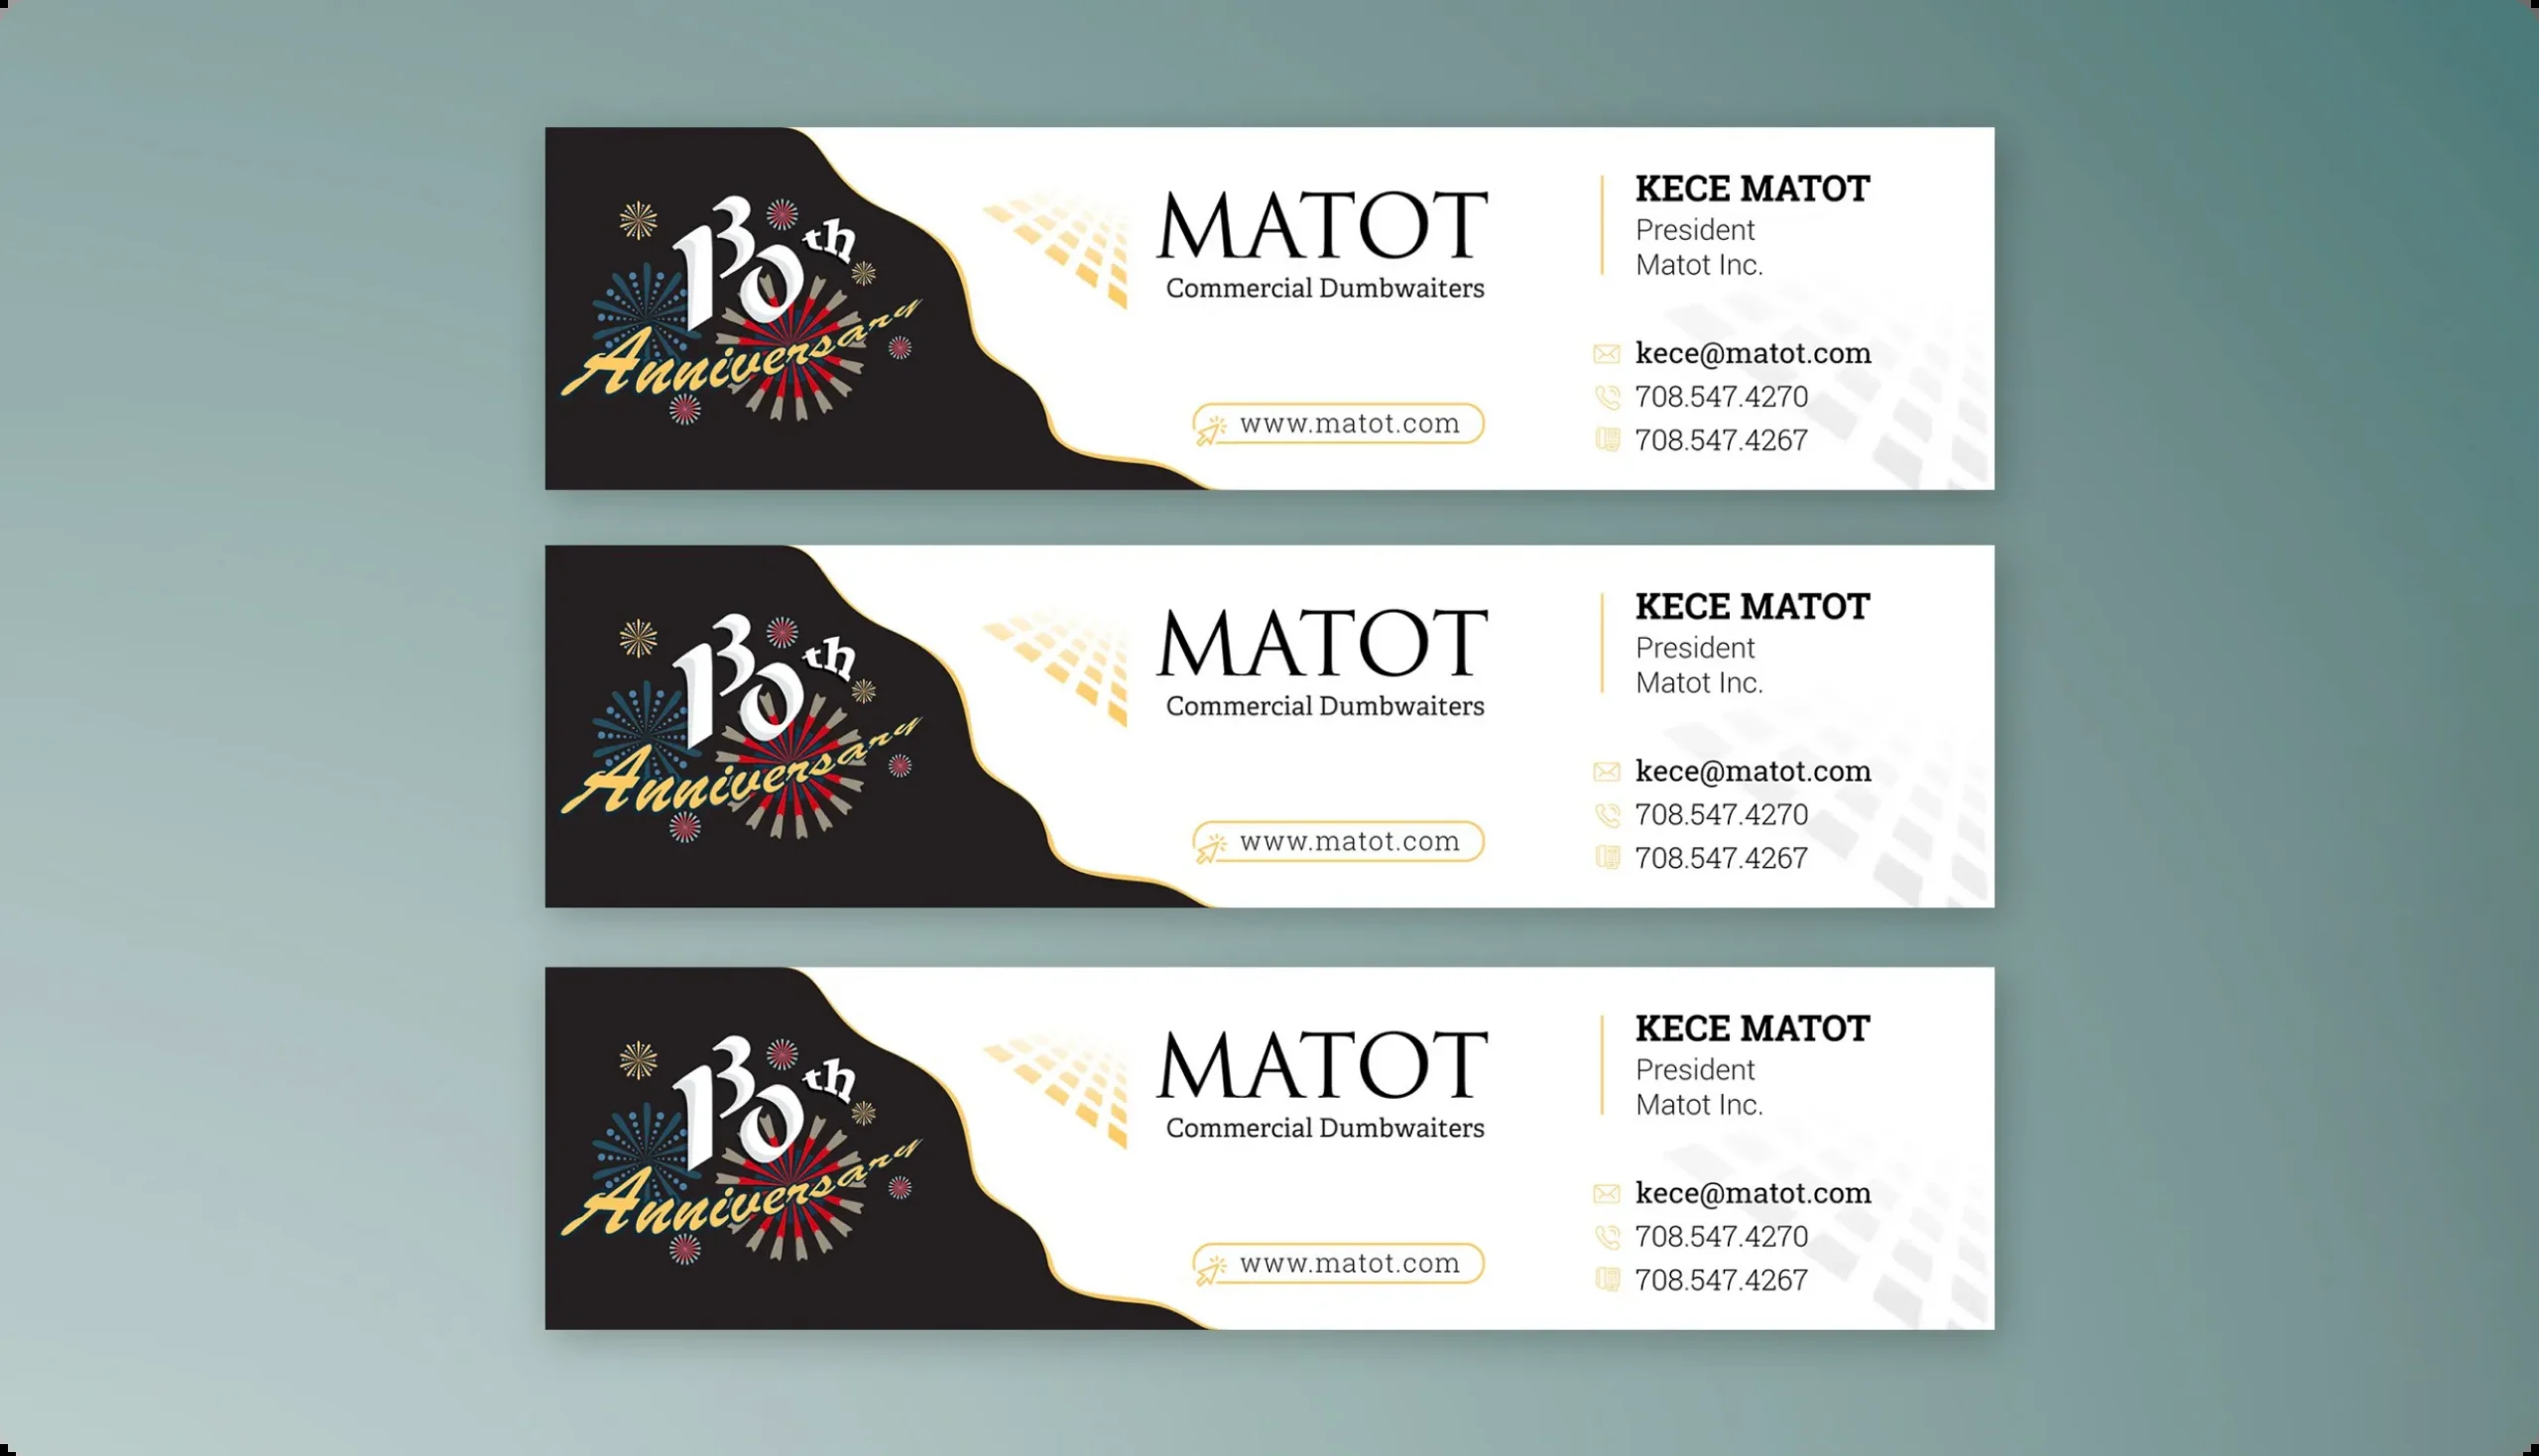 130th
Anniversary
MATOT
Commercial Dumbwaiters
www.matot.com
KECE MATOT
President
Matot Inc.
kece@matot.com
708.547.4270
708.547.4267
130th
Anniversary
MATOT
Commercial Dumbwaiters
www.matot.com
KECE MATOT
President
Matot Inc.
kece@matot.com
708.547.4270
708.547.4267
130th
Anniversary
MATOT
Commercial Dumbwaiters
www.matot.com
KECE MATOT
President
Matot Inc.
kece@matot.com
708.547.4270
708.547.4267